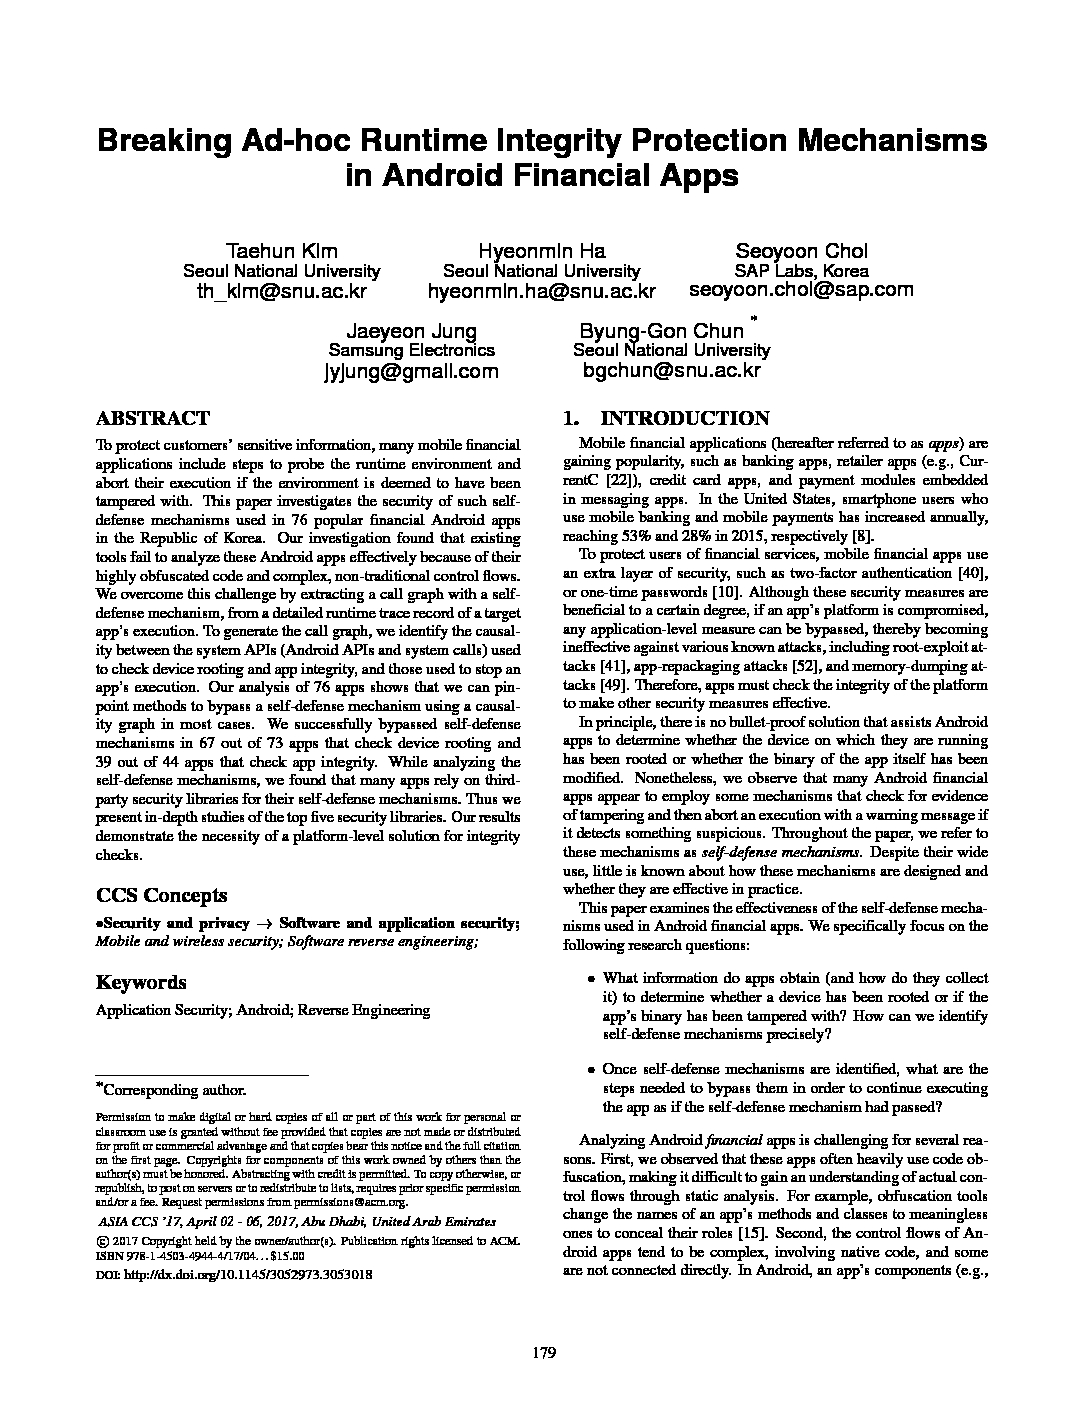 Breaking Ad-hoc Runtime Integrity Protection Mechanisms
in Android Financial Apps
Taehun Kim
Seoul National University
th_kim@snu.ac.kr
Hyeonmin Ha
Seoul National University
hyeonmin.ha@snu.ac.kr
Seoyoon Choi
SAP Labs, Korea
seoyoon.choi@sap.com
Jaeyeon Jung
Samsung Electronics
jyjung@gmail.com
Byung-Gon Chun *
Seoul National University
bgchun@snu.ac.kr
ABSTRACT
To protect customers' sensitive information, many mobile financial
applications include steps to probe the runtime environment and
abort their execution if the environment is deemed to have been
tampered with. This paper investigates the security of such self-
defense mechanisms used in 76 popular financial Android apps
in the Republic of Korea. Our investigation found that existing
tools fail to analyze these Android apps effectively because of their
highly obfuscated code and complex, non-traditional control flows.
We overcome this challenge by extracting a call graph with a self-
defense mechanism, from a detailed runtime trace record of a target
app's execution. To generate the call graph, we identify the causal-
ity between the system APIs (Android APIs and system calls) used
to check device rooting and app integrity, and those used to stop an
app's execution. Our analysis of 76 apps shows that we can pin-
point methods to bypass a self-defense mechanism using a causal-
ity graph in most cases. We successfully bypassed self-defense
mechanisms in 67 out of 73 apps that check device rooting and
39 out of 44 apps that check app integrity. While analyzing the
self-defense mechanisms, we found that many apps rely on third-
party security libraries for their self-defense mechanisms. Thus we
present in-depth studies of the top five security libraries. Our results
demonstrate the necessity of a platform-level solution for integrity
checks.
CCS Concepts
•Security and privacy → Software and application security;
Mobile and wireless security; Software reverse engineering;
Keywords
Application Security; Android; Reverse Engineering
*Corresponding author.
Permission to make digital or hard copies of all or part of this work for personal or
classroom use is granted without fee provided that copies are not made or distributed
for profit or commercial advantage and that copies bear this notice and the full citation
on the first page. Copyrights for components of this work owned by others than the
author(s) must be honored. Abstracting with credit is permitted. To copy otherwise, or
republish, to post on servers or to redistribute to lists, requires prior specific permission
and/or a fee. Request permissions from permissions@acm.org.
ASIA CCS '17, April 02 - 06, 2017, Abu Dhabi, United Arab Emirates
© 2017 Copyright held by the owner/author(s). Publication rights licensed to ACM.
ISBN 978-1-4503-4944-4/17/04...$15.00
DOI: http://dx.doi.org/10.1145/3052973.3053018
1. INTRODUCTION
Mobile financial applications (hereafter referred to as apps) are
gaining popularity, such as banking apps, retailer apps (e.g., Cur-
rentC [22]), credit card apps, and payment modules embedded
in messaging apps. In the United States, smartphone users who
use mobile banking and mobile payments has increased annually,
reaching 53% and 28% in 2015, respectively [8].
To protect users of financial services, mobile financial apps use
an extra layer of security, such as two-factor authentication [40],
or one-time passwords [10]. Although these security measures are
beneficial to a certain degree, if an app's platform is compromised,
any application-level measure can be bypassed, thereby becoming
ineffective against various known attacks, including root-exploit at-
tacks [41], app-repackaging attacks [52], and memory-dumping at-
tacks [49]. Therefore, apps must check the integrity of the platform
to make other security measures effective.
In principle, there is no bullet-proof solution that assists Android
apps to determine whether the device on which they are running
has been rooted or whether the binary of the app itself has been
modified. Nonetheless, we observe that many Android financial
apps appear to employ some mechanisms that check for evidence
of tampering and then abort an execution with a warning message if
it detects something suspicious. Throughout the paper, we refer to
these mechanisms as self-defense mechanisms. Despite their wide
use, little is known about how these mechanisms are designed and
whether they are effective in practice.
This paper examines the effectiveness of the self-defense mecha-
nisms used in Android financial apps. We specifically focus on the
following research questions:
• What information do apps obtain (and how do they collect
it) to determine whether a device has been rooted or if the
app's binary has been tampered with? How can we identify
self-defense mechanisms precisely?
• Once self-defense mechanisms are identified, what are the
steps needed to bypass them in order to continue executing
the app as if the self-defense mechanism had passed?
Analyzing Android financial apps is challenging for several rea-
sons. First, we observed that these apps often heavily use code ob-
fuscation, making it difficult to gain an understanding of actual con-
trol flows through static analysis. For example, obfuscation tools
change the names of an app's methods and classes to meaningless
ones to conceal their roles [15]. Second, the control flows of An-
droid apps tend to be complex, involving native code, and some
are not connected directly. In Android, an app's components (e.g.,
179